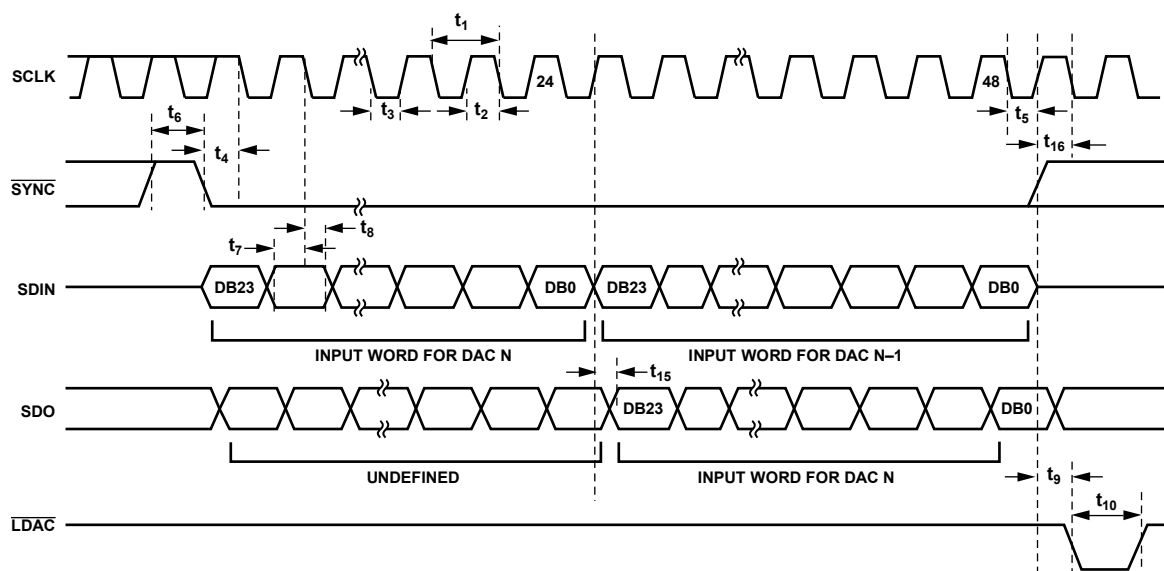 t1
SCLK
24
48
t3
t2
t5
t6
t4
t16
SYNC
t7
t8
SDIN
DB23
DB0
DB23
DB0
INPUT WORD FOR DAC N
INPUT WORD FOR DAC N–1
t15
SDO
DB23
DB0
UNDEFINED
INPUT WORD FOR DAC N
t9
t10
LDAC